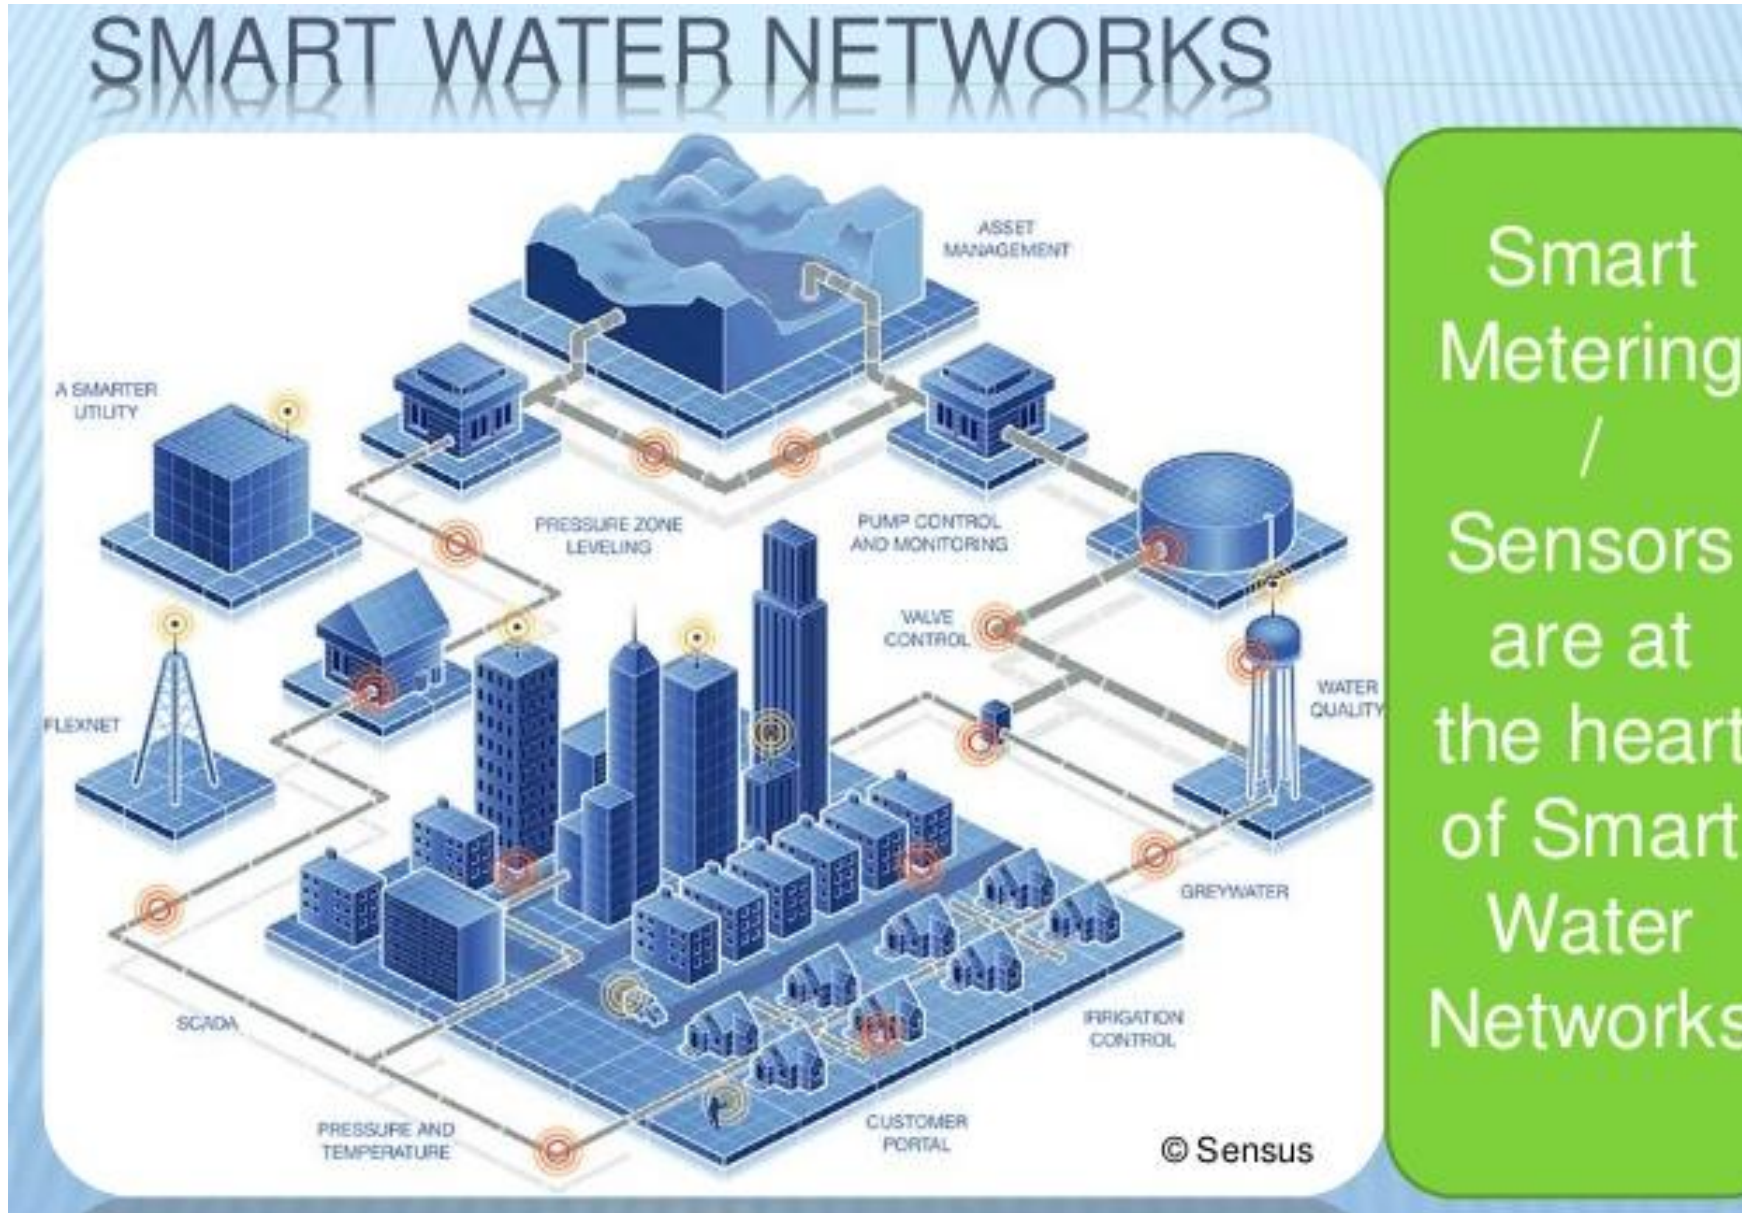 SMART WATER NETWORKS
ASSET
MANAGEMENT
A SMARTER
UTILITY
PRESSURE ZONE
LEVELING
PUMP CONTROL
AND MONITORING
VALVE
CONTROL
WATER
QUALITY
FLEXNET
GREYWATER
SCADA
IRRIGATION
CONTROL
PRESSURE AND
TEMPERATURE
CUSTOMER
PORTAL
© Sensus
Smart
Metering
/
Sensors
are at
the heart
of Smart
Water
Networks